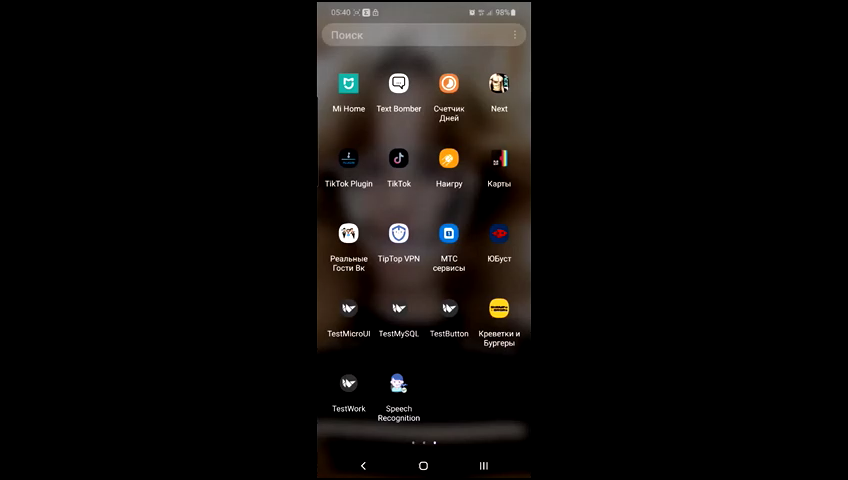 05:40 98%
Поиск
Mi Home Text Bomber Счетчик Next
Дней
TikTok Plugin TikTok Наигру Карты
Реальные TipTop VPN МТС ЮБуст
Гости Вк сервисы
TestMicroUI TestMySQL TestButton Креветки и
Бургеры
TestWork Speech
Recognition